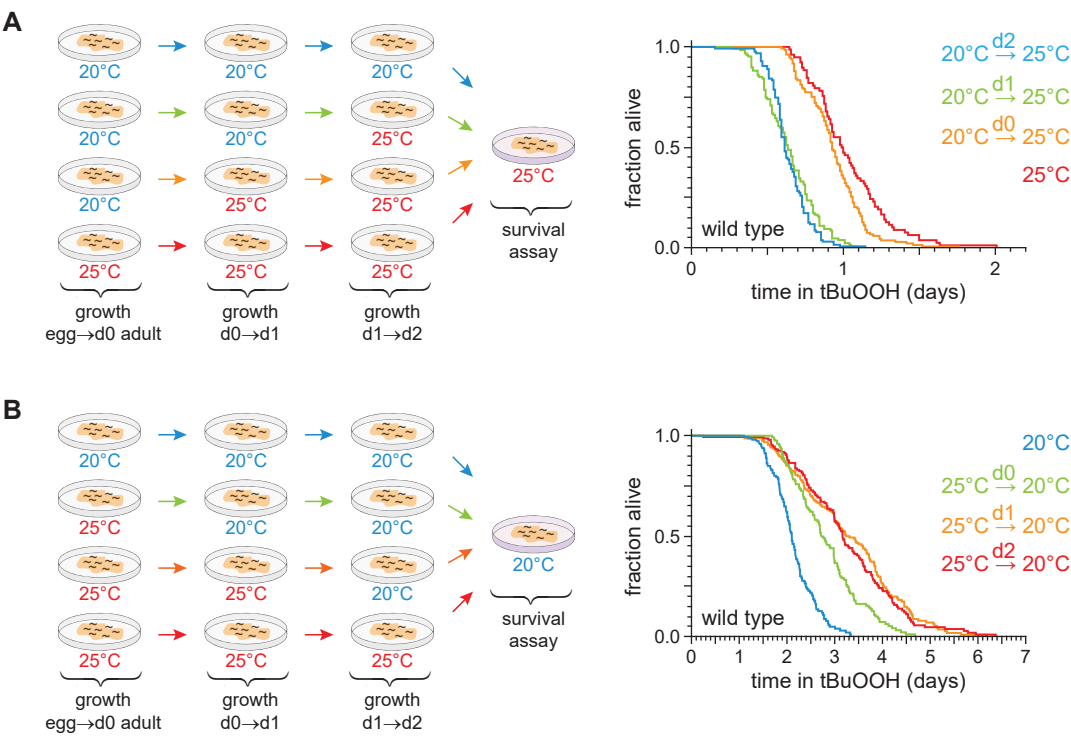 A
20°C 20°C 20°C
20°C 20°C 25°C
20°C 25°C 25°C
25°C 25°C 25°C
25°C
survival
assay
growth
egg→d0 adult
growth
d0→d1
growth
d1→d2
fraction alive
1.0
0.5
0.0
wild type
0 1 2
time in tBuOOH (days)
20°C d2→ 25°C
20°C d1→ 25°C
20°C d0→ 25°C
25°C
B
20°C 20°C 20°C
25°C 20°C 20°C
25°C 25°C 20°C
25°C 25°C 25°C
20°C
survival
assay
growth
egg→d0 adult
growth
d0→d1
growth
d1→d2
fraction alive
1.0
0.5
0.0
wild type
0 1 2 3 4 5 6 7
time in tBuOOH (days)
20°C
25°C d0→ 20°C
25°C d1→ 20°C
25°C d2→ 20°C